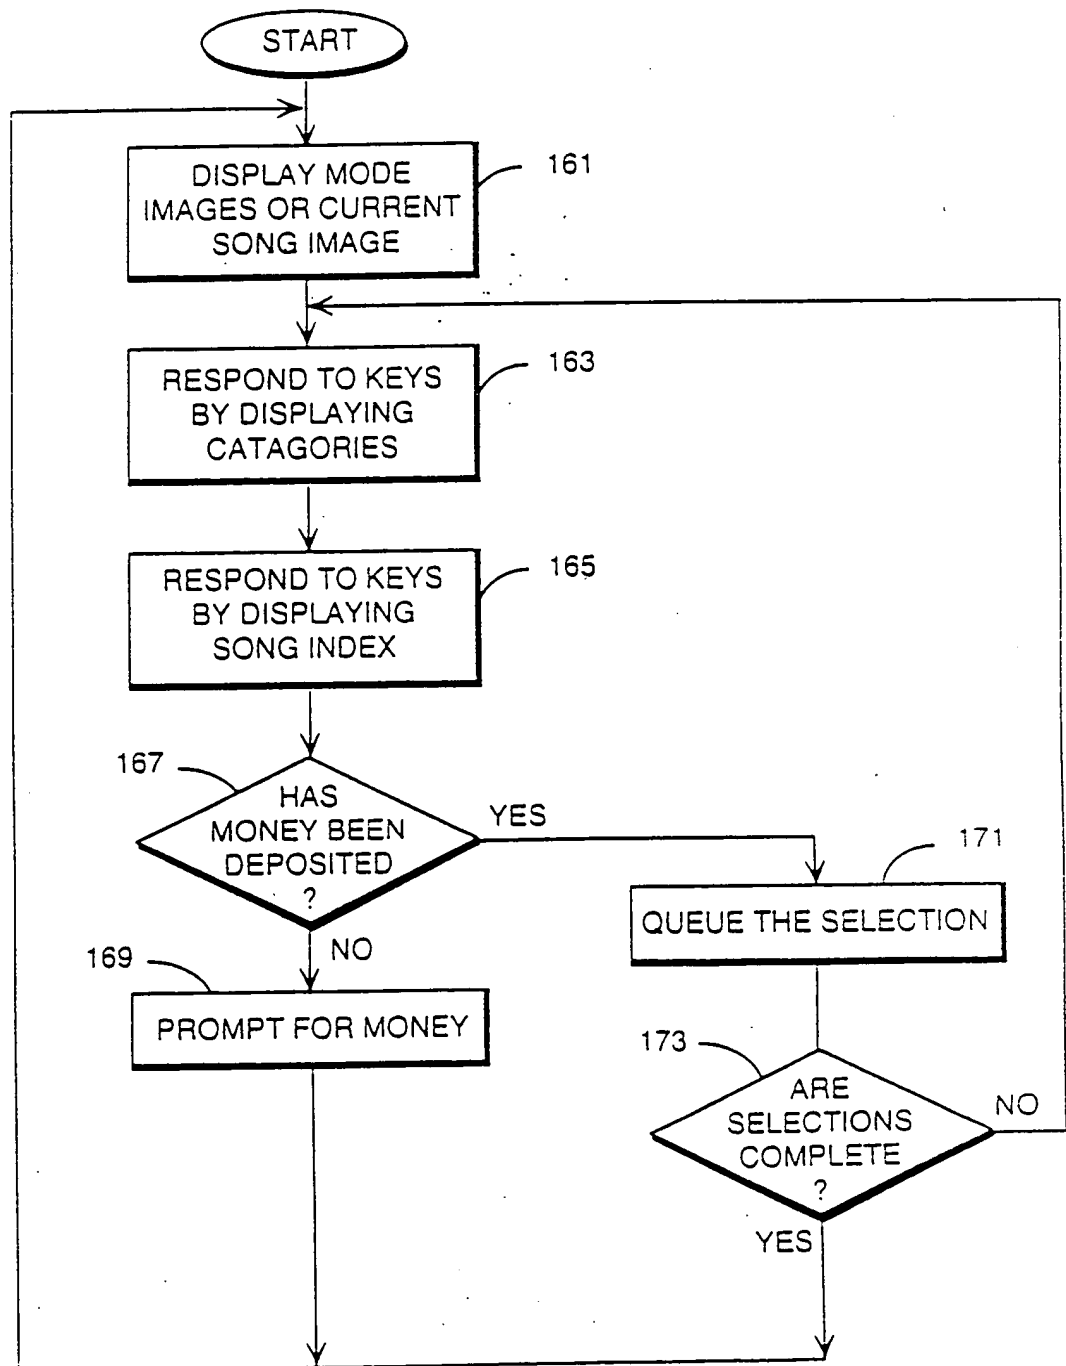 START
DISPLAY MODE
IMAGES OR CURRENT
SONG IMAGE
161
RESPOND TO KEYS
BY DISPLAYING
CATAGORIES
163
RESPOND TO KEYS
BY DISPLAYING
SONG INDEX
165
167
HAS
MONEY BEEN
DEPOSITED
?
YES
NO
171
QUEUE THE SELECTION
169
PROMPT FOR MONEY
173
ARE
SELECTIONS
COMPLETE
?
NO
YES